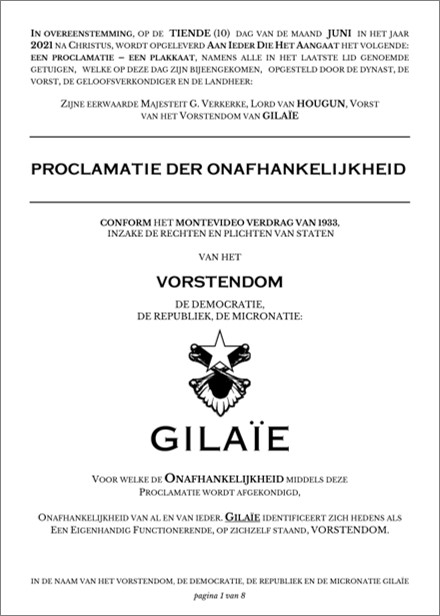 IN OVEREENSTEMMING, OP DE TIENDE (10) DAG VAN DE MAAND JUNI IN HET JAAR
2021 NA CHRISTUS, WORDT OPGELEVERD AAN IEDER DIE HET AANGAAT HET VOLGENDE:
EEN PROCLAMATIE – EEN PLAKKAAT, NAMENS ALLE IN HET LAATSTE LID GENOEMDE
GETUIGEN, WELKE OP DEZE DAG ZIJN BIJEENGEKOMEN, OPGESTELD DOOR DE DYNAST, DE
VORST, DE GELOOFSVERKONDIGER EN DE LANDHEER:
ZIJNE EERWAARDE MAJESTEIT G. VERKERKE, LORD VAN HOUGUN, VORST
VAN HET VORSTENDOM VAN GILAÏE
PROCLAMATIE DER ONAFHANKELIJKHEID
CONFORM HET MONTEVIDEO VERDRAG VAN 1933,
INZAKE DE RECHTEN EN PLICHTEN VAN STATEN
VAN HET
VORSTENDOM
DE DEMOCRATIE,
DE REPUBLIEK, DE MICRONATIE:
GILAÏE
VOOR WELKE DE ONAFHANKELIJKHEID MIDDELS DEZE
PROCLAMATIE WORDT AFGEKONDIGD,
ONAFHANKELIJKHEID VAN AL EN VAN IEDER. GILAÏE IDENTIFICEERT ZICH HEDENS ALS
EEN EIGENHANDIG FUNCTIONERENDE, OP ZICHZELF STAAND, VORSTENDOM.
IN DE NAAM VAN HET VORSTENDOM, DE DEMOCRATIE, DE REPUBLIEK EN DE MICRONATIE GILAÏE
pagina 1 van 8